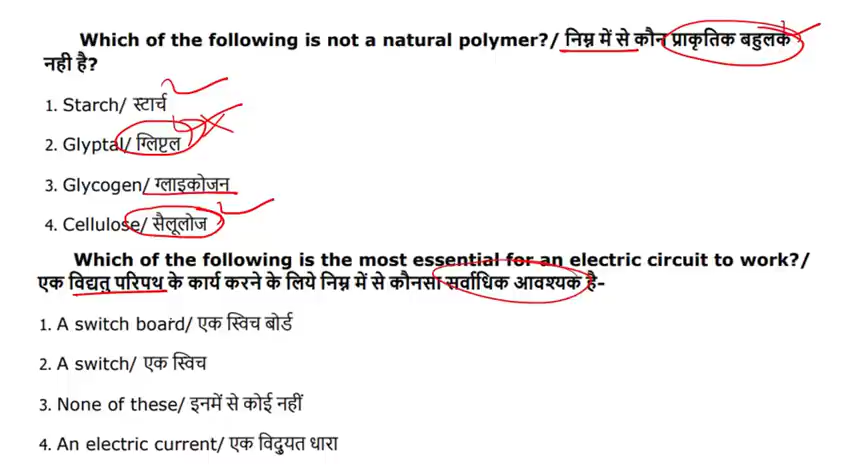 Which of the following is not a natural polymer?/ निम्न में से कौन प्राकृतिक बहुलक
नही है?
1. Starch/ स्टार्च
2. Glyptal/ ग्लिप्टल
3. Glycogen/ ग्लाइकोजन
4. Cellulose/ सैलूलोज
Which of the following is the most essential for an electric circuit to work?/
एक विद्यतु परिपथ के कार्य करने के लिये निम्न में से कौनसा सर्वाधिक आवश्यक है-
1. A switch board/ एक स्विच बोर्ड
2. A switch/ एक स्विच
3. None of these/ इनमें से कोई नहीं
4. An electric current/ एक विदुयत धारा